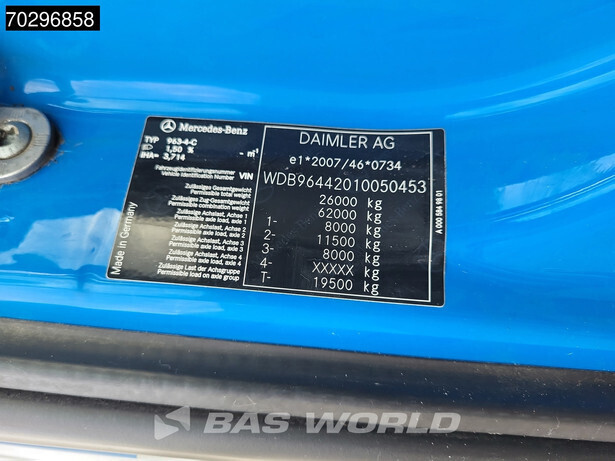 70296858
Mercedes-Benz
TYP 963-4-C
1,50 %
iHA= 3,714 - m⁻¹
Fahrzeugidentifizierungsnummer
Vehicle Identification Number VIN
DAIMLER AG
e1*2007/46*0734
WDB96442010050453
Zulässiges Gesamtgewicht
Permissible total weight 26000 kg
Zulässiges Zug-Gesamtgewicht
Permissible combination weight 62000 kg
Zulässige Achslast, Achse 1
Permissible axle load, axle 1 1- 8000 kg
Zulässige Achslast, Achse 2
Permissible axle load, axle 2 2- 11500 kg
Zulässige Achslast, Achse 3
Permissible axle load, axle 3 3- 8000 kg
Zulässige Achslast, Achse 4
Permissible axle load, axle 4 4- XXXXX kg
Zulässige Last der Achsgruppe
Permissible load on axle group T- 19500 kg
Made in Germany
A 000 584 98 01
BAS WORLD